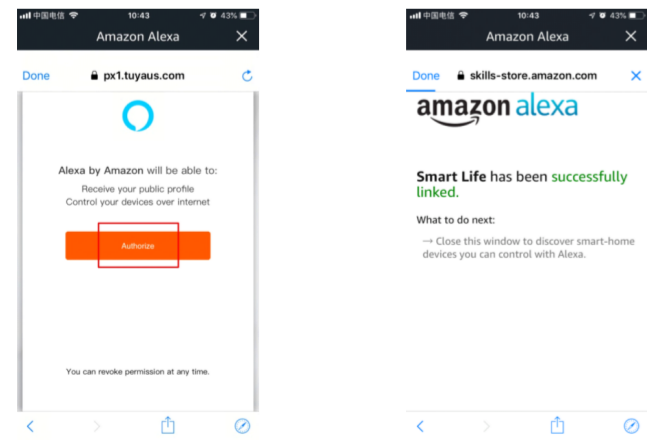 中国电信 10:43 43%
Amazon Alexa
Done px1.tuyaus.com
Alexa by Amazon will be able to:
Receive your public profile
Control your devices over internet
Authorize
You can revoke permission at any time.
中国电信 10:43 43%
Amazon Alexa
Done skills-store.amazon.com
amazon alexa
Smart Life has been successfully
linked.
What to do next:
→ Close this window to discover smart-home
devices you can control with Alexa.